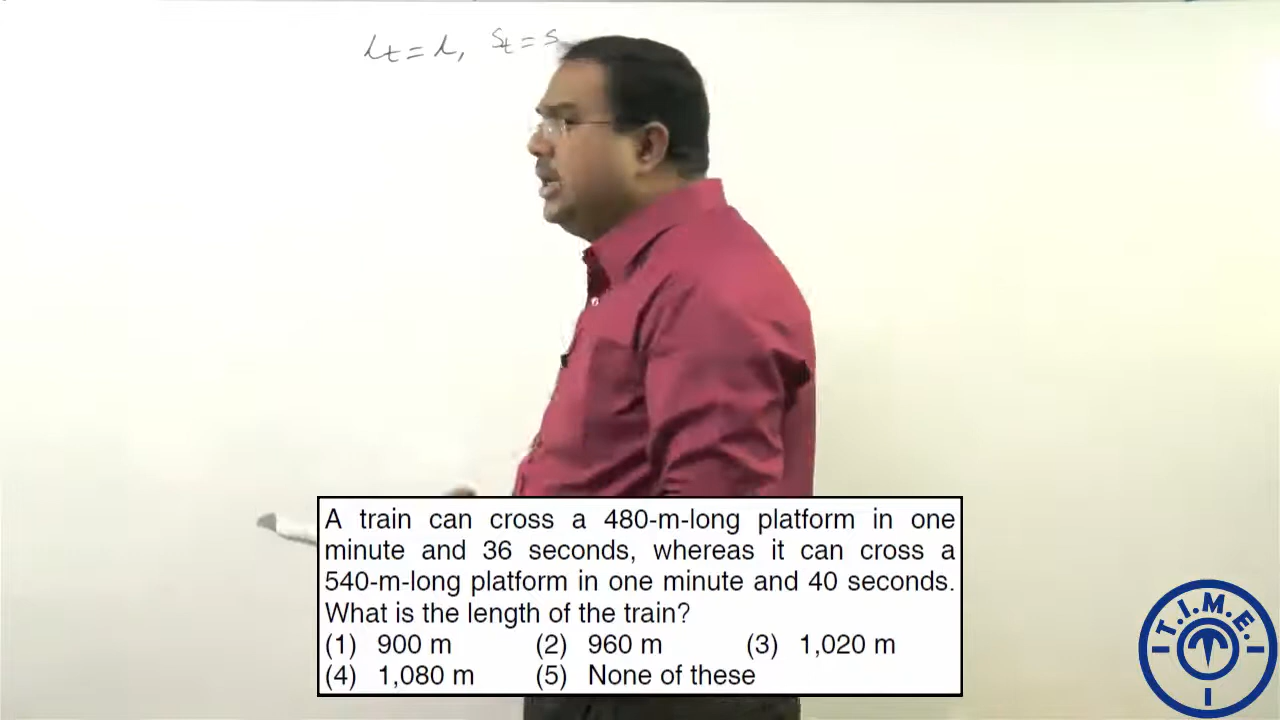 lₜ = l, Sₜ = s
A train can cross a 480-m-long platform in one
minute and 36 seconds, whereas it can cross a
540-m-long platform in one minute and 40 seconds.
What is the length of the train?
(1) 900 m (2) 960 m (3) 1,020 m
(4) 1,080 m (5) None of these
T.I.M.E.